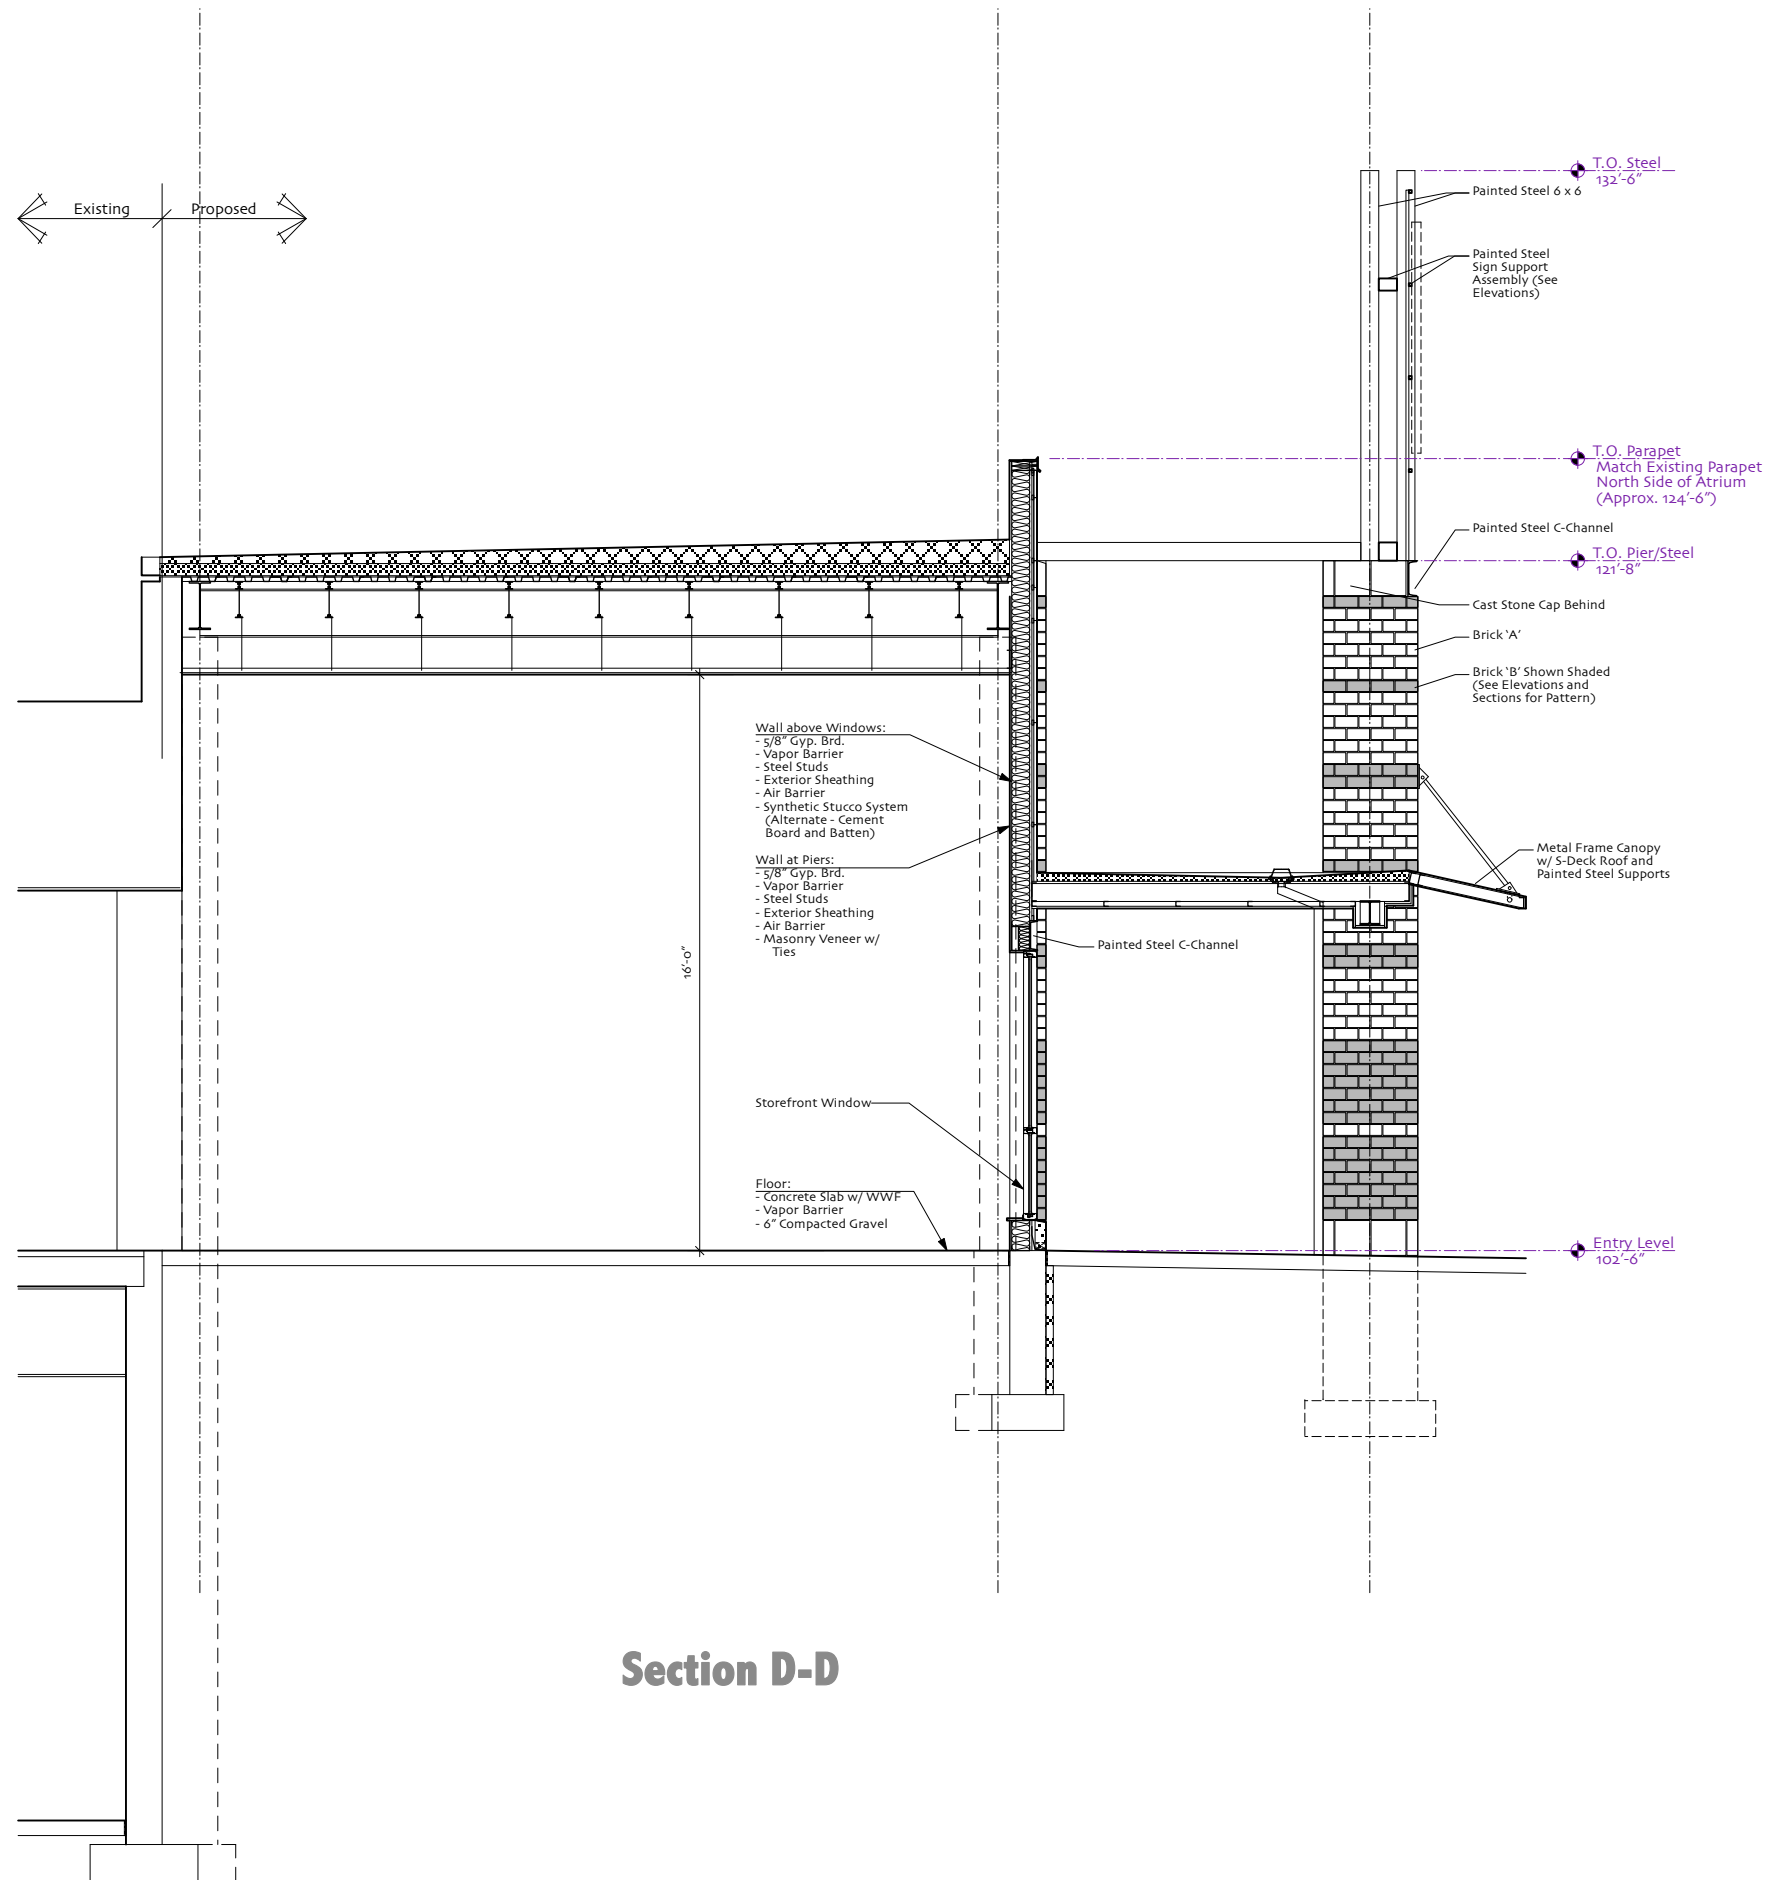 T.O. Steel
132'-6"
Painted Steel 6 x 6
Existing
Proposed
Painted Steel
Sign Support
Assembly (See
Elevations)
T.O. Parapet
Match Existing Parapet
North Side of Atrium
(Approx. 124'-6")
Painted Steel C-Channel
T.O. Pier/Steel
121'-8"
Cast Stone Cap Behind
Brick 'A'
Brick 'B' Shown Shaded
(See Elevations and
Sections for Pattern)
Wall above Windows:
- 5/8" Gyp. Brd.
- Vapor Barrier
- Steel Studs
- Exterior Sheathing
- Air Barrier
- Synthetic Stucco System
(Alternate - Cement
Board and Batten)
Wall at Piers:
- 5/8" Gyp. Brd.
- Vapor Barrier
- Steel Studs
- Exterior Sheathing
- Air Barrier
- Masonry Veneer w/
Ties
Metal Frame Canopy
w/ S-Deck Roof and
Painted Steel Supports
Painted Steel C-Channel
16'-0"
Storefront Window
Floor:
- Concrete Slab w/ WWF
- Vapor Barrier
- 6" Compacted Gravel
Entry Level
102'-6"
Section D-D